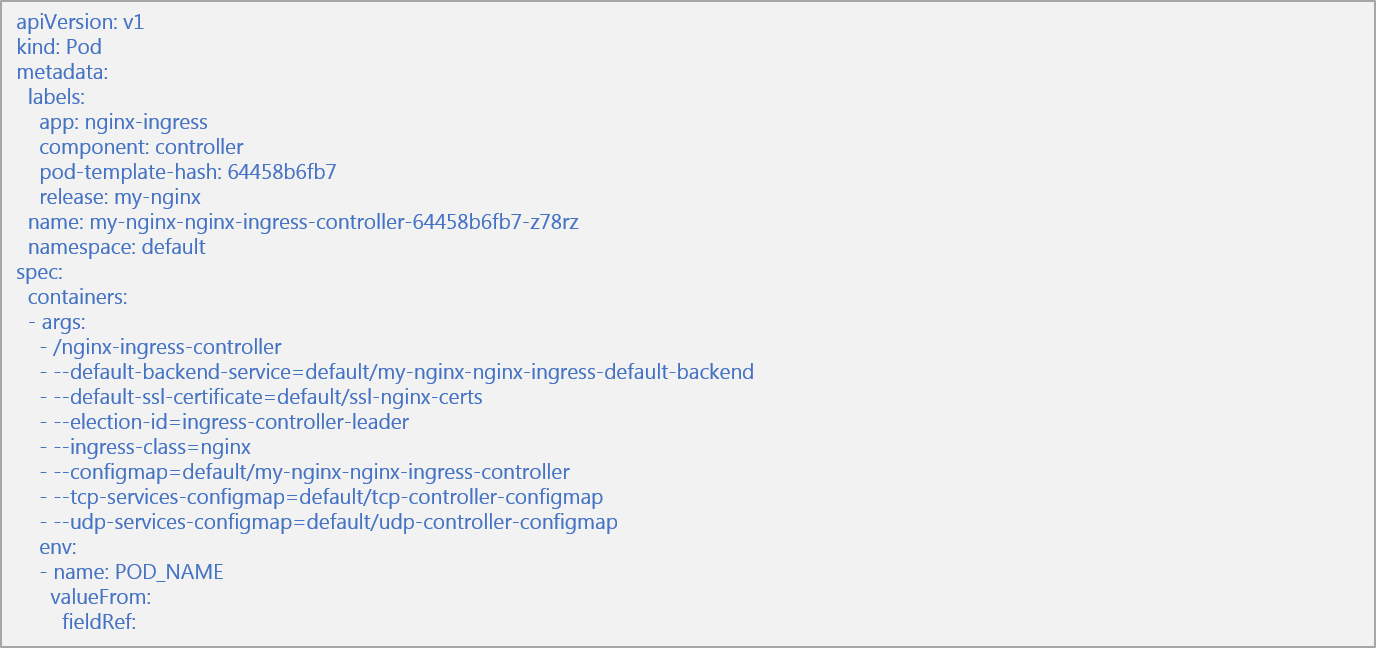 apiVersion: v1
kind: Pod
metadata:
  labels:
    app: nginx-ingress
    component: controller
    pod-template-hash: 64458b6fb7
    release: my-nginx
  name: my-nginx-nginx-ingress-controller-64458b6fb7-z78rz
  namespace: default
spec:
  containers:
  - args:
    - /nginx-ingress-controller
    - --default-backend-service=default/my-nginx-nginx-ingress-default-backend
    - --default-ssl-certificate=default/ssl-nginx-certs
    - --election-id=ingress-controller-leader
    - --ingress-class=nginx
    - --configmap=default/my-nginx-nginx-ingress-controller
    - --tcp-services-configmap=default/tcp-controller-configmap
    - --udp-services-configmap=default/udp-controller-configmap
    env:
    - name: POD_NAME
      valueFrom:
        fieldRef: